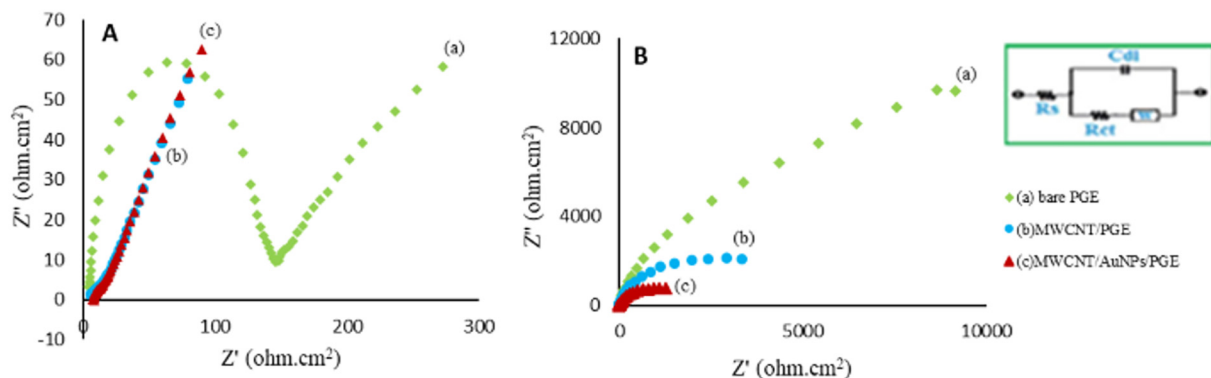 A
70
60
50
40
30
20
10
0
-10
0
100
200
300
Z'' (ohm.cm²)
Z' (ohm.cm²)
(a)
(b)
(c)
B
12000
8000
4000
0
0
5000
10000
Z'' (ohm.cm²)
Z' (ohm.cm²)
(a)
(b)
(c)
Cdl
Rs
Rct
W
(a) bare PGE
(b)MWCNT/PGE
(c)MWCNT/AuNPs/PGE